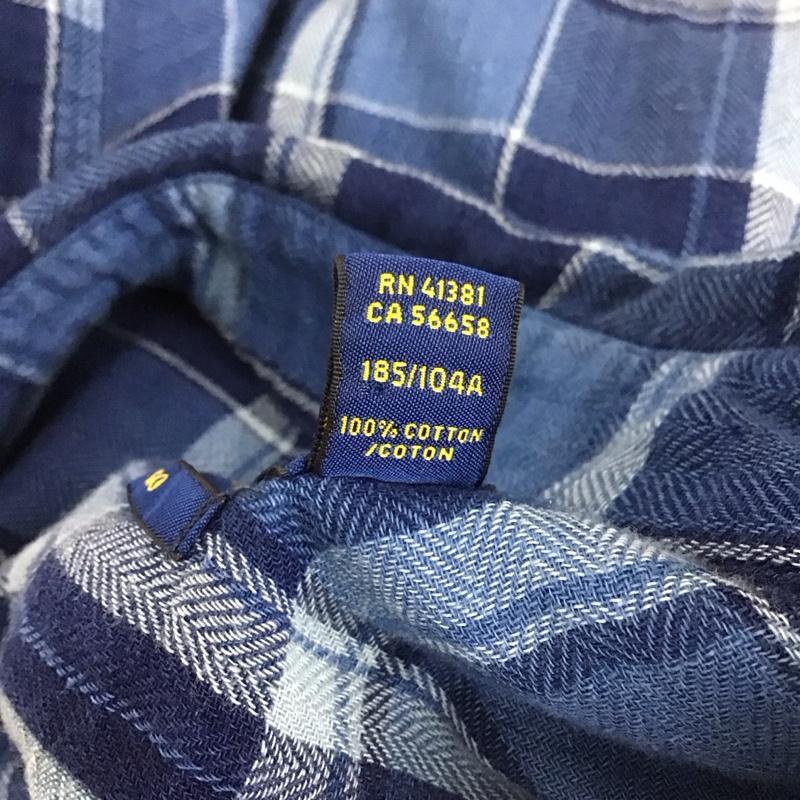 RN 41381
CA 56658
185/104A
100% COTTON
/COTON